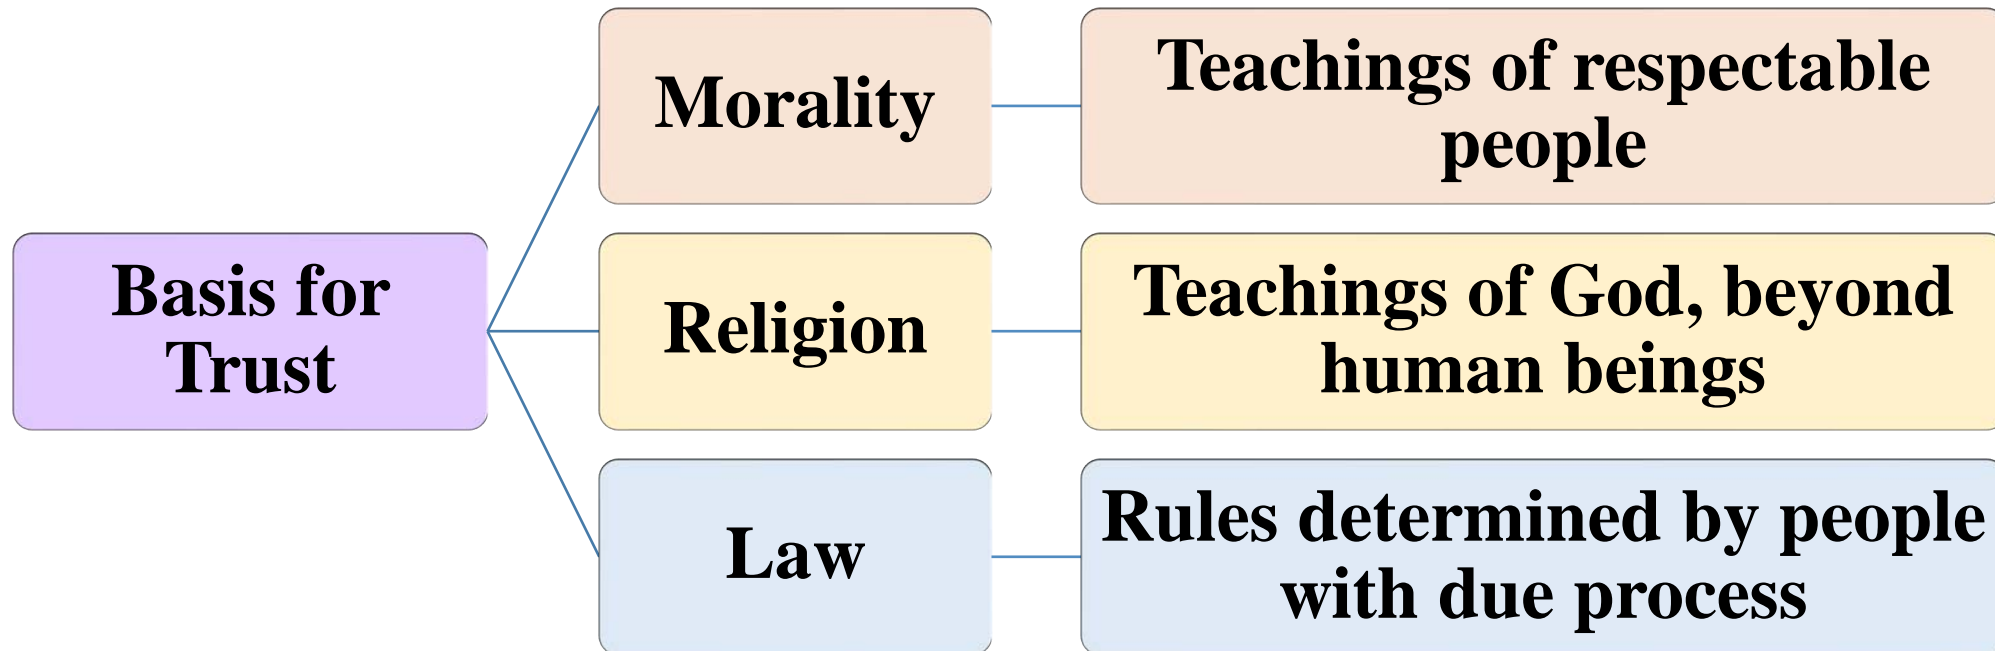 Basis for
Trust
Morality
Teachings of respectable
people
Religion
Teachings of God, beyond
human beings
Law
Rules determined by people
with due process